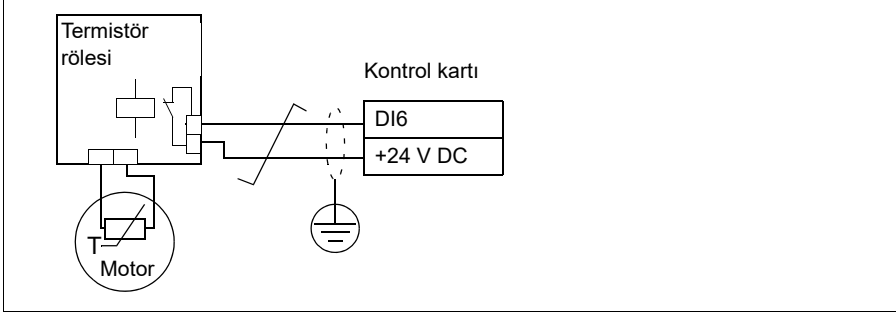 Termistör
rölesi
Kontrol kartı
DI6
+24 V DC
T
Motor